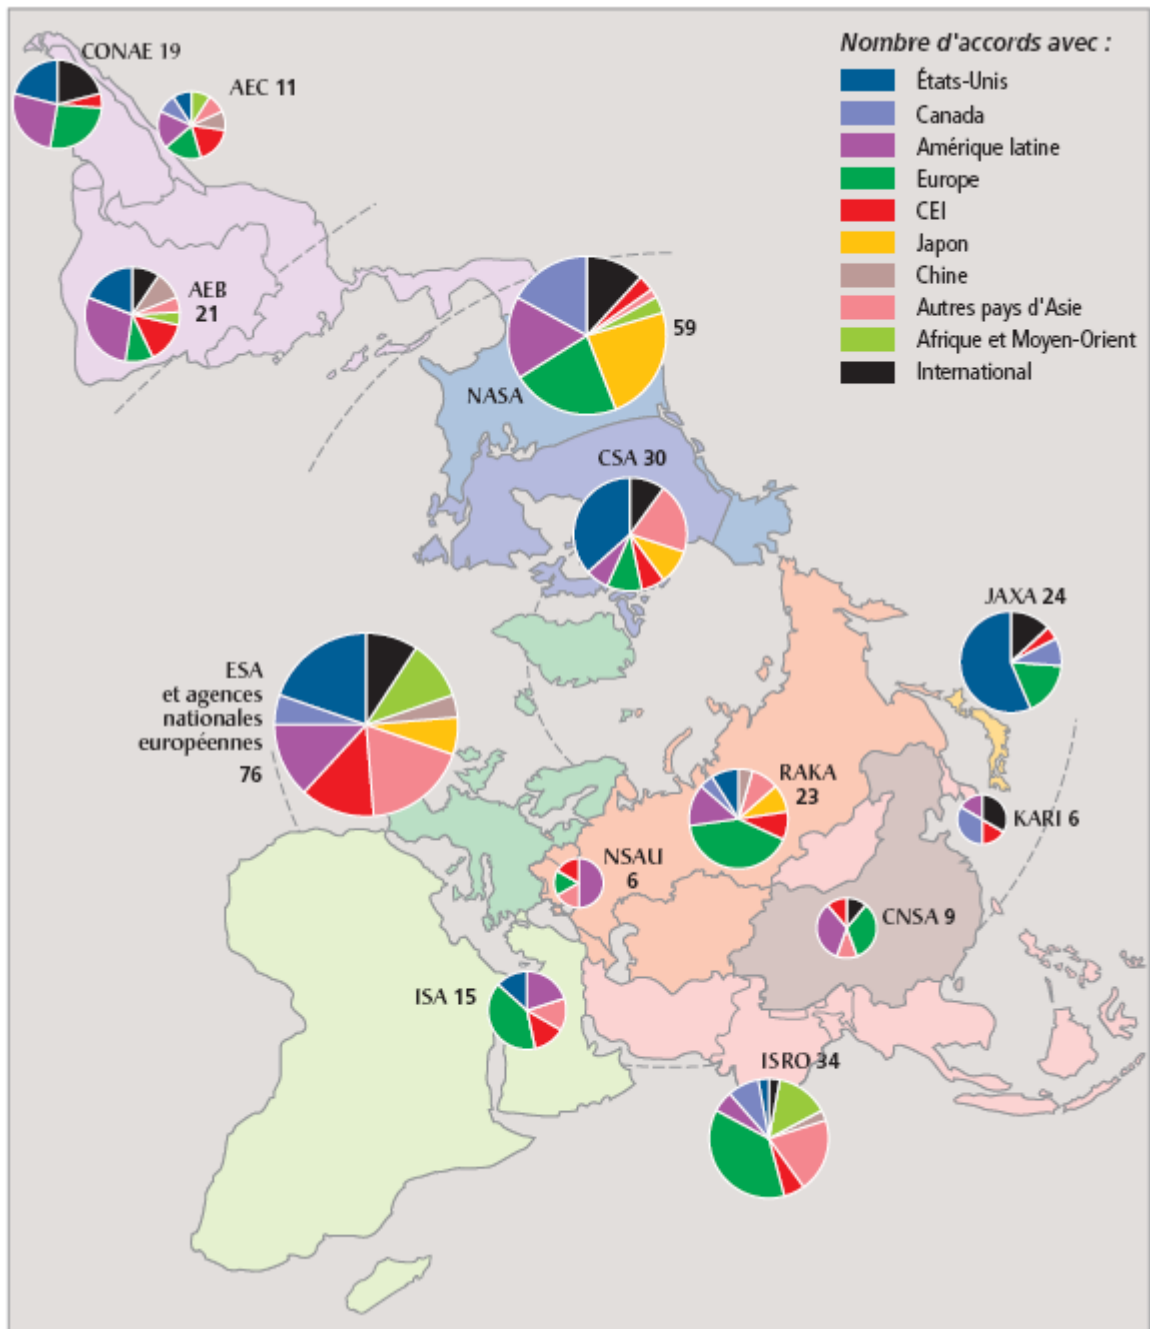 CONAE 19
AEC 11
Nombre d'accords avec :
États-Unis
Canada
Amérique latine
Europe
CEI
Japon
Chine
Autres pays d'Asie
Afrique et Moyen-Orient
International
AEB
21
59
NASA
CSA 30
JAXA 24
ESA
et agences
nationales
européennes
76
RAKA
23
KARI 6
NSAU
6
CNSA 9
ISA 15
ISRO 34